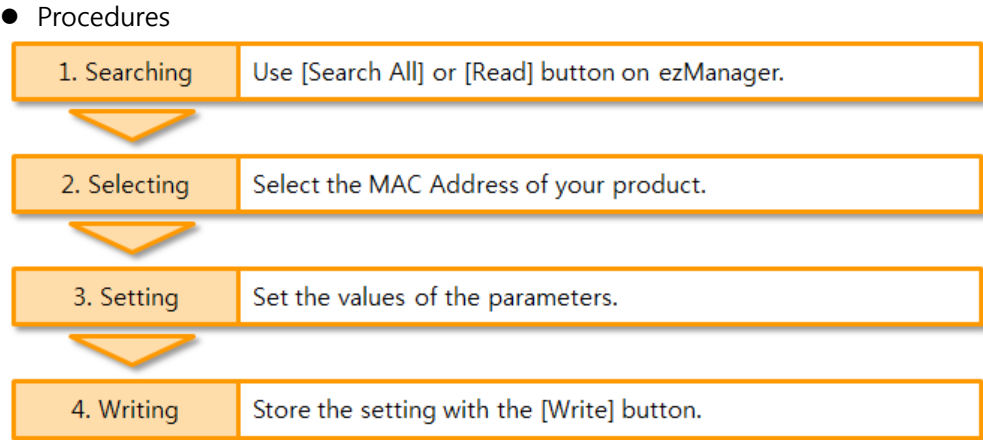 ● Procedures
1. Searching Use [Search All] or [Read] button on ezManager.
2. Selecting Select the MAC Address of your product.
3. Setting Set the values of the parameters.
4. Writing Store the setting with the [Write] button.